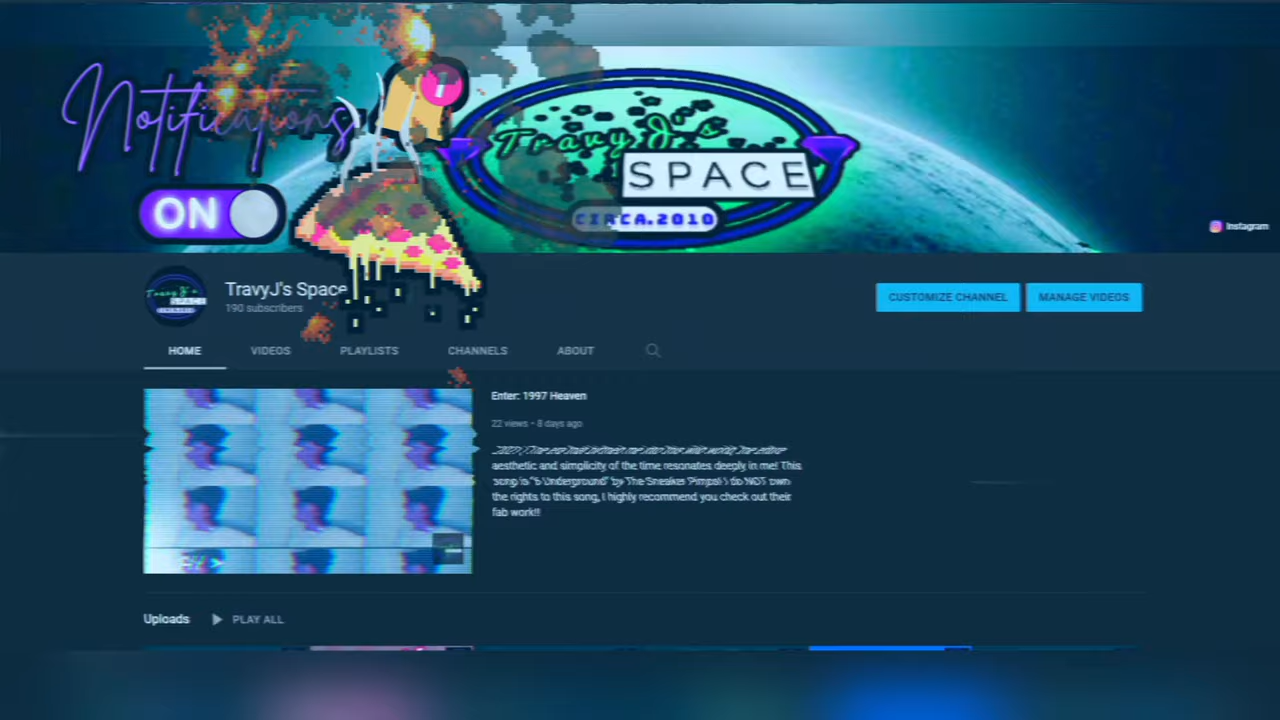 Notifications
1
ON
Travy J's
SPACE
CIRCA.2010
Instagram
TravyJ's Space
190 subscribers
CUSTOMIZE CHANNEL
MANAGE VIDEOS
HOME
VIDEOS
PLAYLISTS
CHANNELS
ABOUT
Enter: 1997 Heaven
22 views • 8 days ago
aesthetic and simplicity of the time resonates deeply in me! This
song is "6 Underground" by The Sneaker Pimps! I do NOT own
the rights to this song, I highly recommend you check out their
fab work!!
Uploads
PLAY ALL